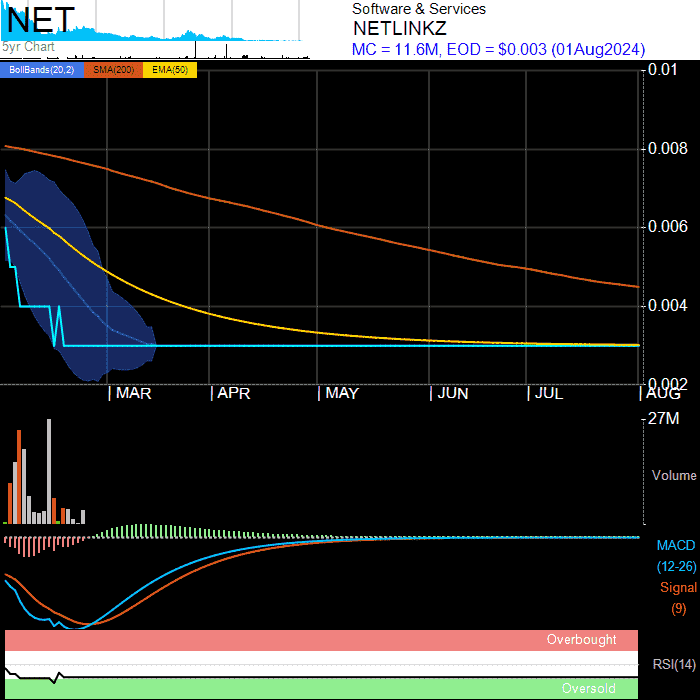 NET
5yr Chart
Software & Services
NETLINKZ
MC = 11.6M, EOD = $0.003 (01Aug2024)
BollBands(20,2) SMA(200) EMA(50)
0.01
0.008
0.006
0.004
0.002
MAR APR MAY JUN JUL AUG
27M
Volume
MACD
(12-26)
Signal
(9)
Overbought
RSI(14)
Oversold